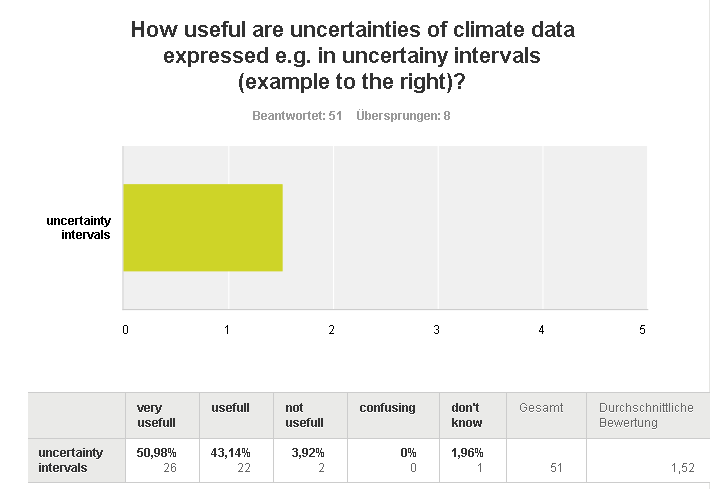 How useful are uncertainties of climate data
expressed e.g. in uncertainy intervals
(example to the right)?
Beantwortet: 51 Übersprungen: 8
uncertainty
intervals
0 1 2 3 4 5
very usefull not confusing don't Gesamt Durchschnittliche
usefull usefull know Bewertung
uncertainty 50,98% 43,14% 3,92% 0% 1,96%
intervals 26 22 2 0 1 51 1,52